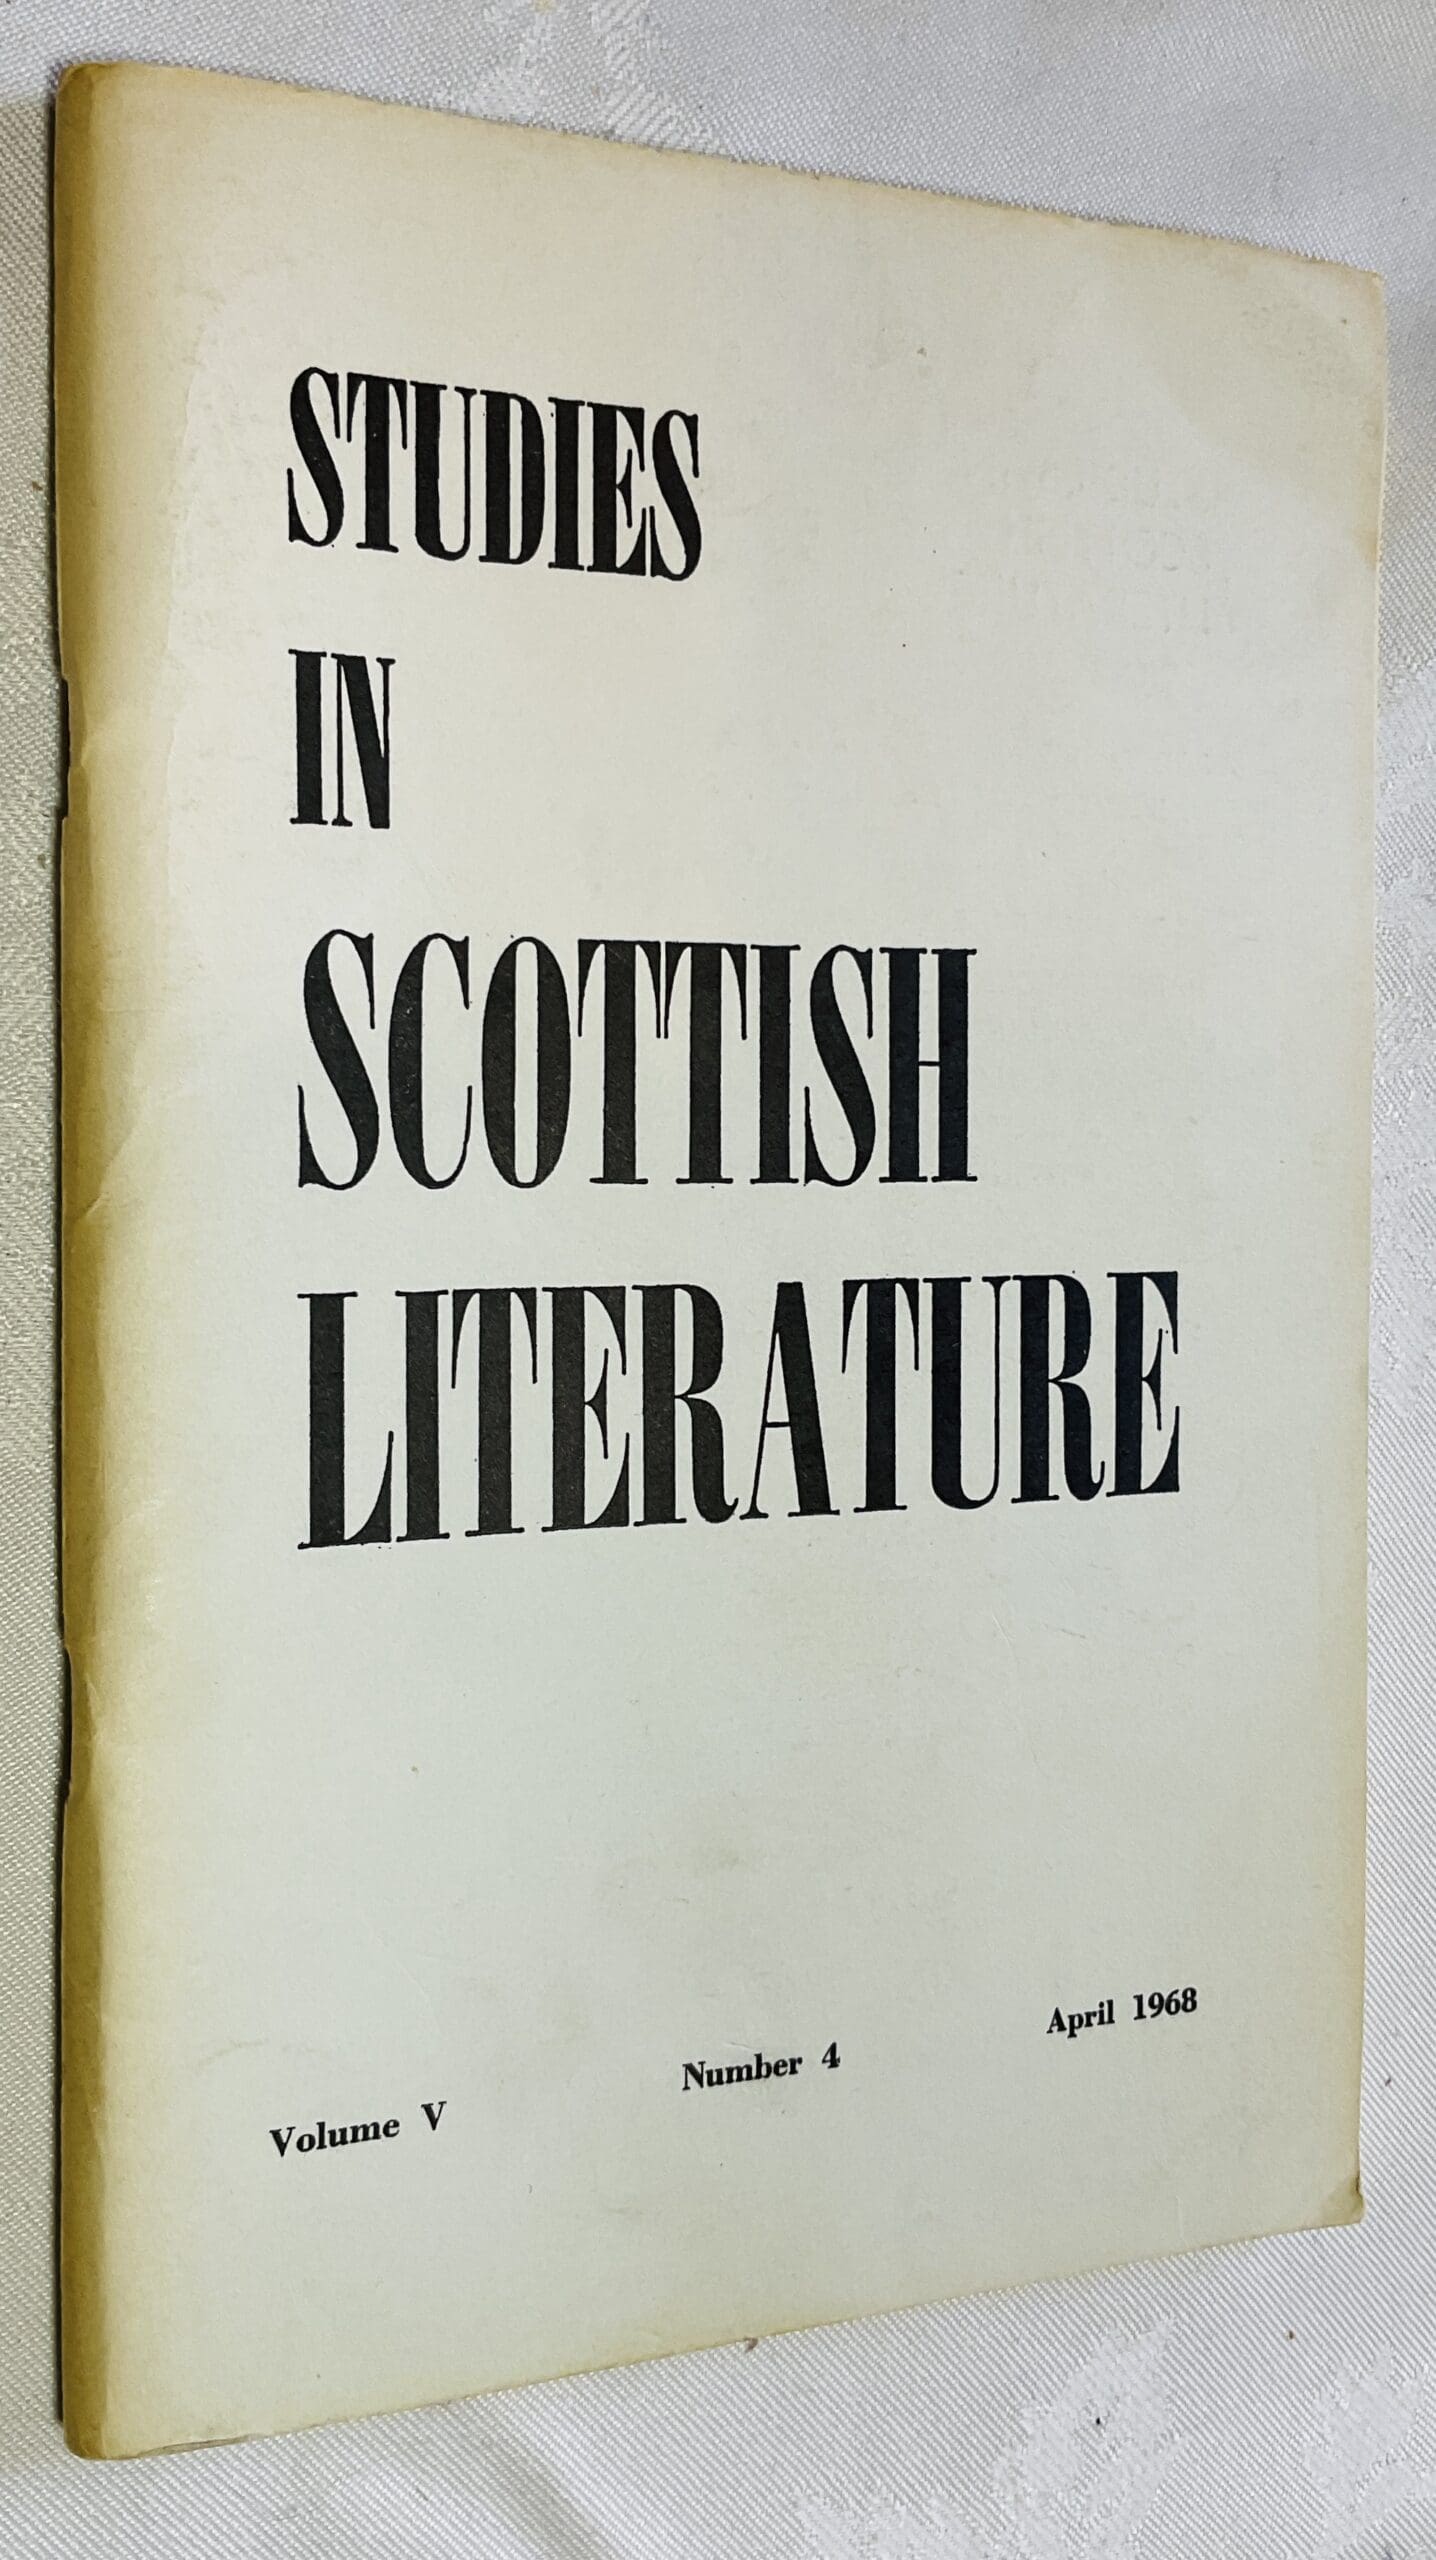 STUDIES
IN
SCOTTISH
LITERATURE
Volume V Number 4 April 1968